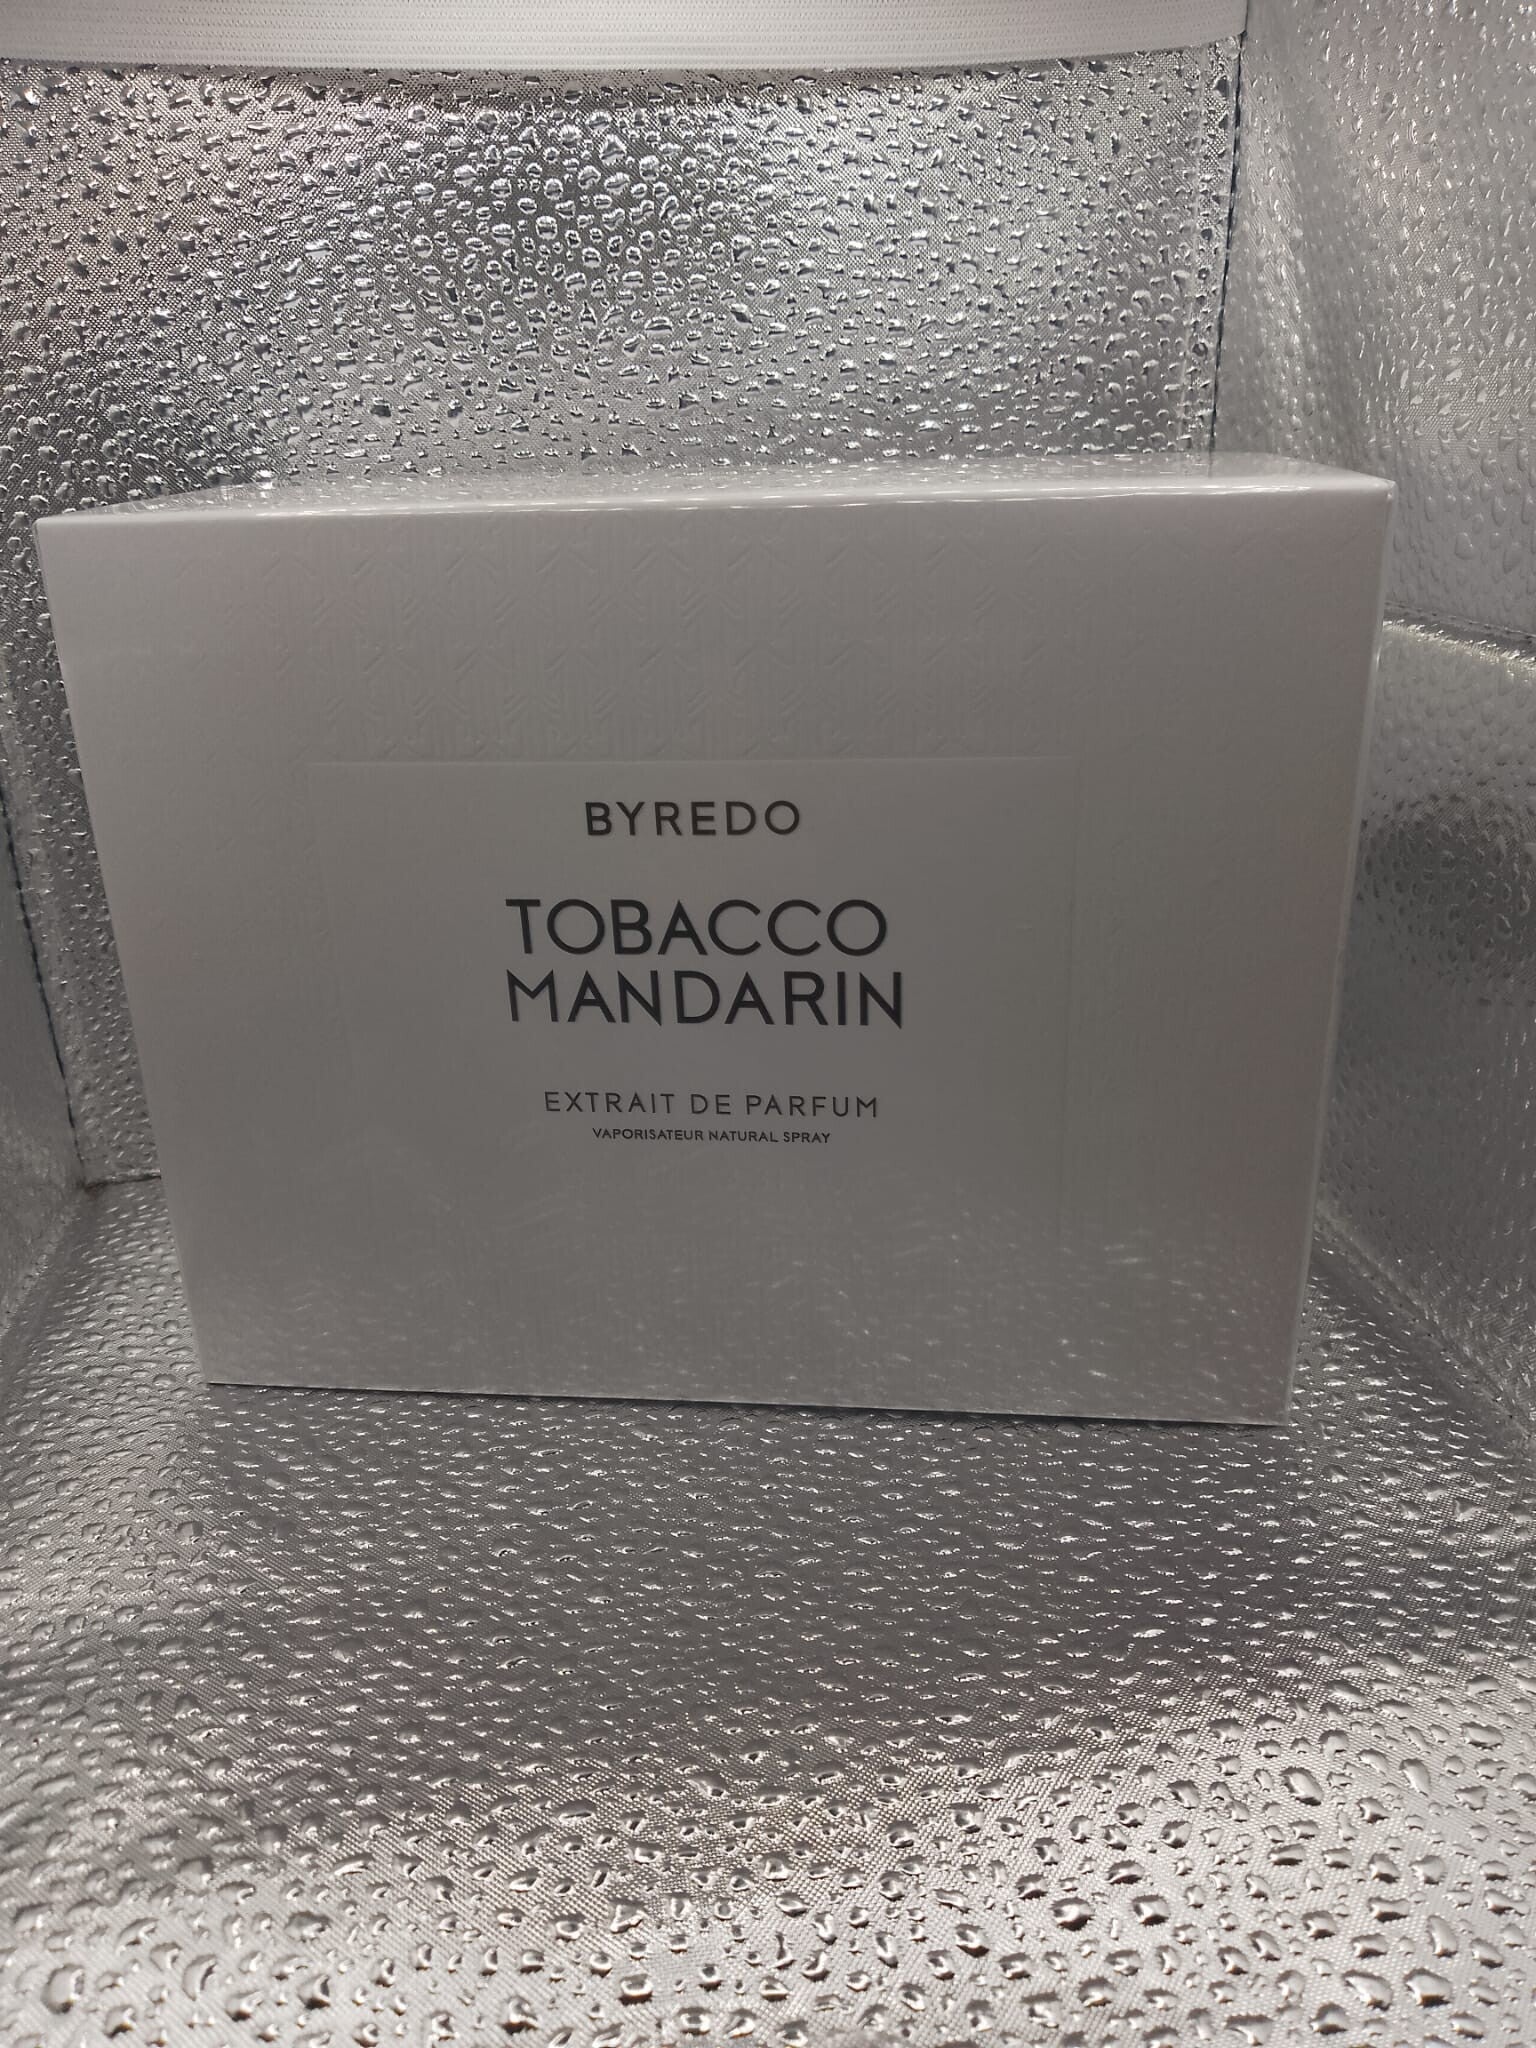 BYREDO
TOBACCO
MANDARIN
EXTRAIT DE PARFUM
VAPORISATEUR NATURAL SPRAY